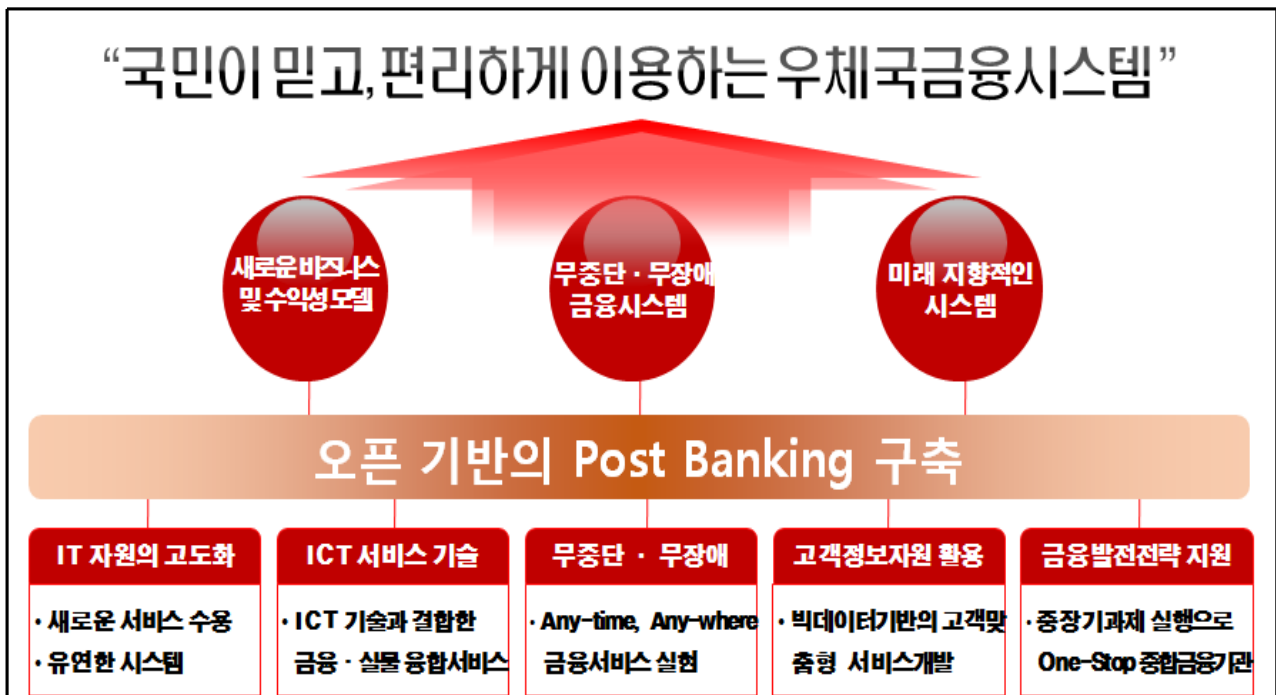 “국민이 믿고, 편리하게 이용하는 우체국금융시스템”
새로운 비즈니스
및 수익성 모델
무중단 · 무장애
금융시스템
미래 지향적인
시스템
오픈 기반의 Post Banking 구축
IT 자원의 고도화
· 새로운 서비스 수용
· 유연한 시스템
ICT 서비스 기술
· ICT 기술과 결합한
금융 · 실물 융합서비스
무중단 · 무장애
· Any-time, Any-where
금융서비스 실현
고객정보자원 활용
· 빅데이터기반의 고객맞
춤형 서비스개발
금융발전전략 지원
· 중장기과제 실행으로
One-Stop 종합금융기관